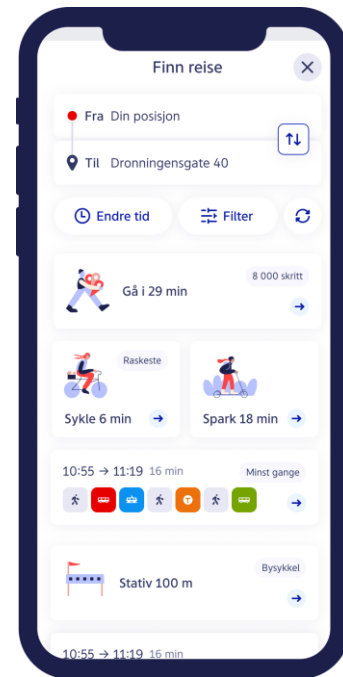 Finn reise
Fra Din posisjon
Til Dronningensgate 40
Endre tid
Filter
8 000 skritt
Gå i 29 min
Raskeste
Sykle 6 min
Spark 18 min
10:55 → 11:19 16 min
Minst gange
T
Bysykkel
Stativ 100 m
10:55 → 11:19 16 min